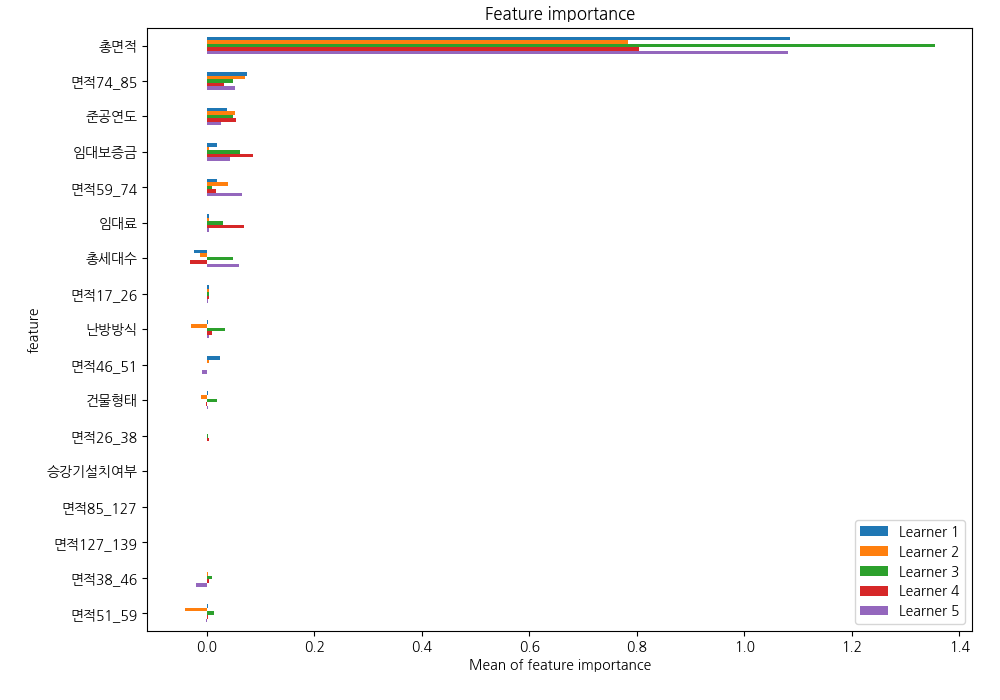 Feature importance
총면적
면적74_85
준공연도
임대보증금
면적59_74
임대료
총세대수
면적17_26
난방방식
면적46_51
건물형태
면적26_38
승강기설치여부
면적85_127
면적127_139
면적38_46
면적51_59
feature
Learner 1
Learner 2
Learner 3
Learner 4
Learner 5
0.0 0.2 0.4 0.6 0.8 1.0 1.2 1.4
Mean of feature importance